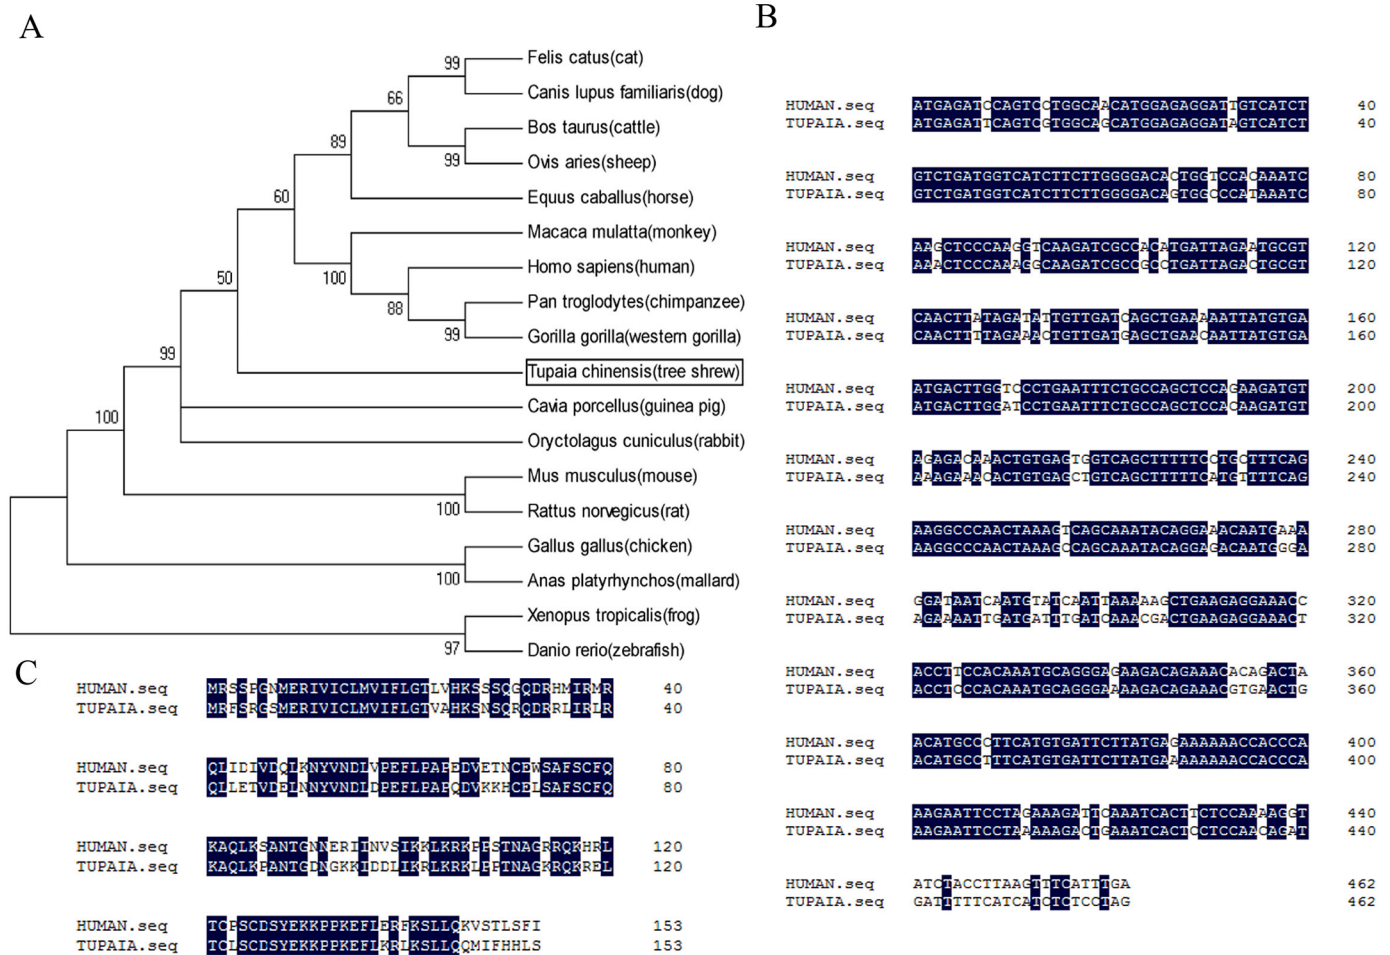 A
99
Felis catus(cat)
Canis lupus familiaris(dog)
66
Bos taurus(cattle)
99
Ovis aries(sheep)
89
Equus caballus(horse)
60
Macaca mulatta(monkey)
100
Homo sapiens(human)
88
Pan troglodytes(chimpanzee)
99
Gorilla gorilla(western gorilla)
50
Tupaia chinensis(tree shrew)
99
Cavia porcellus(guinea pig)
Oryctolagus cuniculus(rabbit)
100
Mus musculus(mouse)
100
Rattus norvegicus(rat)
Gallus gallus(chicken)
100
Anas platyrhynchos(mallard)
Xenopus tropicalis(frog)
97
Danio rerio(zebrafish)
B
HUMAN.seq ATGAGATCCAGTCCTGGCAACATGGAGAGGATTGTCATCT 40
TUPAIA.seq ATGAGATTCAGTCGTGGCAGCATGGAGAGGATAGTCATCT 40
HUMAN.seq GTCTGATGGTCATCTTCTTGGGGACACTGGTCCACAAATC 80
TUPAIA.seq GTCTGATGGTCATCTTCTTGGGGACAGTGGCCCATAAATC 80
HUMAN.seq AAGCTCCCAAGGTCAAGATCGCCACATGATTAGAATGCGT 120
TUPAIA.seq AAACTCCCAAAGGCAAGATCGCCGCCTGATTAGACTGCGT 120
HUMAN.seq CAACTTATAGATATTGTTGATCAGCTGAAAAATTATGTGA 160
TUPAIA.seq CAACTTTTAGAAACTGTTGATGAGCTGAACAATTATGTGA 160
HUMAN.seq ATGACTTGGTCCCTGAATTTCTGCCAGCTCCAGAAGATGT 200
TUPAIA.seq ATGACTTGGATCCTGAATTTCTGCCAGCTCCACAAGATGT 200
HUMAN.seq AGAGACAAACTGTGAGTGGTCAGCTTTTTCCTGCTTTCAG 240
TUPAIA.seq AAAGAAACACTGTGAGCTGTCAGCTTTTTCATGTTTTCAG 240
HUMAN.seq AAGGCCCAACTAAAGTCAGCAAATACAGGAAACAATGAAA 280
TUPAIA.seq AAGGCCCAACTAAAGCCAGCAAATACAGGAGACAATGGGA 280
HUMAN.seq GGATAATCAATGTATCAATTAAAAAGCTGAAGAGGAAACC 320
TUPAIA.seq AGAAAATTGATGATTTGATCAAACGACTGAAGAGGAAACT 320
HUMAN.seq ACCTTCCACAAATGCAGGGAGAAGACAGAAACACAGACTA 360
TUPAIA.seq ACCTCCCACAAATGCAGGGAAAAGACAGAAACGTGAACTG 360
HUMAN.seq ACATGCCCTTCATGTGATTCTTATGAGAAAAAACCACCCA 400
TUPAIA.seq ACATGCCTTTCATGTGATTCTTATGAAAAAAAACCACCCA 400
HUMAN.seq AAGAATTCCTAGAAAGATTCAAATCACTTCTCCAAAAGGT 440
TUPAIA.seq AAGAATTCCTAAAAAGACTGAAATCACTCCTCCAACAGAT 440
HUMAN.seq ATCTACCTTAAGTTTCATTTGA 462
TUPAIA.seq GATTTTTCATCATCTCTCCTAG 462
C
HUMAN.seq MRSSPGNMERIVICLMVIFLGTLVHKSSSQGQDRHMIRMR 40
TUPAIA.seq MRFSRGSMERIVICLMVIFLGTVAHKSNSQRQDRRLIRLR 40
HUMAN.seq QLIDIVDQLKNYVNDLVPEFLPAPEDVETNCEWSAFSCFQ 80
TUPAIA.seq QLLETVDELNNYVNDLDPEFLPAPQDVKKHCELSAFSCFQ 80
HUMAN.seq KAQLKSANTGNNERIINVSIKKLKRKPPSTNAGRRQKHRL 120
TUPAIA.seq KAQLKPANTGDNGKKIDDLIKRLKRKLPPTNAGKRQKREL 120
HUMAN.seq TCPSCDSYEKKPPKEFLERFKSLLQKVSTLSFI 153
TUPAIA.seq TCLSCDSYEKKPPKEFLKRLKSLLQQMIFHHLS 153